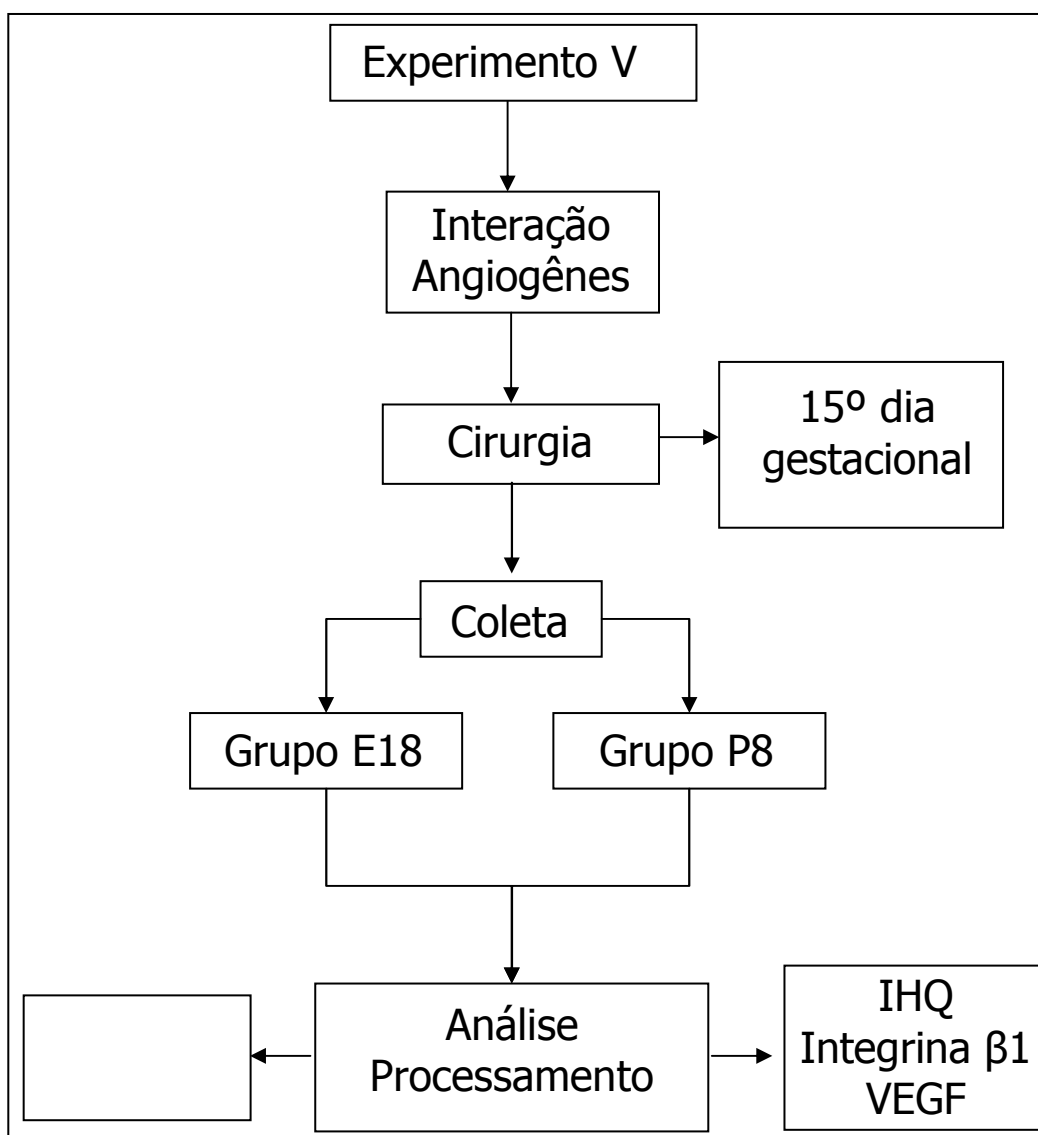 Experimento V
Interação
Angiogênes
Cirurgia
15º dia
gestacional
Coleta
Grupo E18
Grupo P8
Análise
Processamento
IHQ
Integrina β1
VEGF